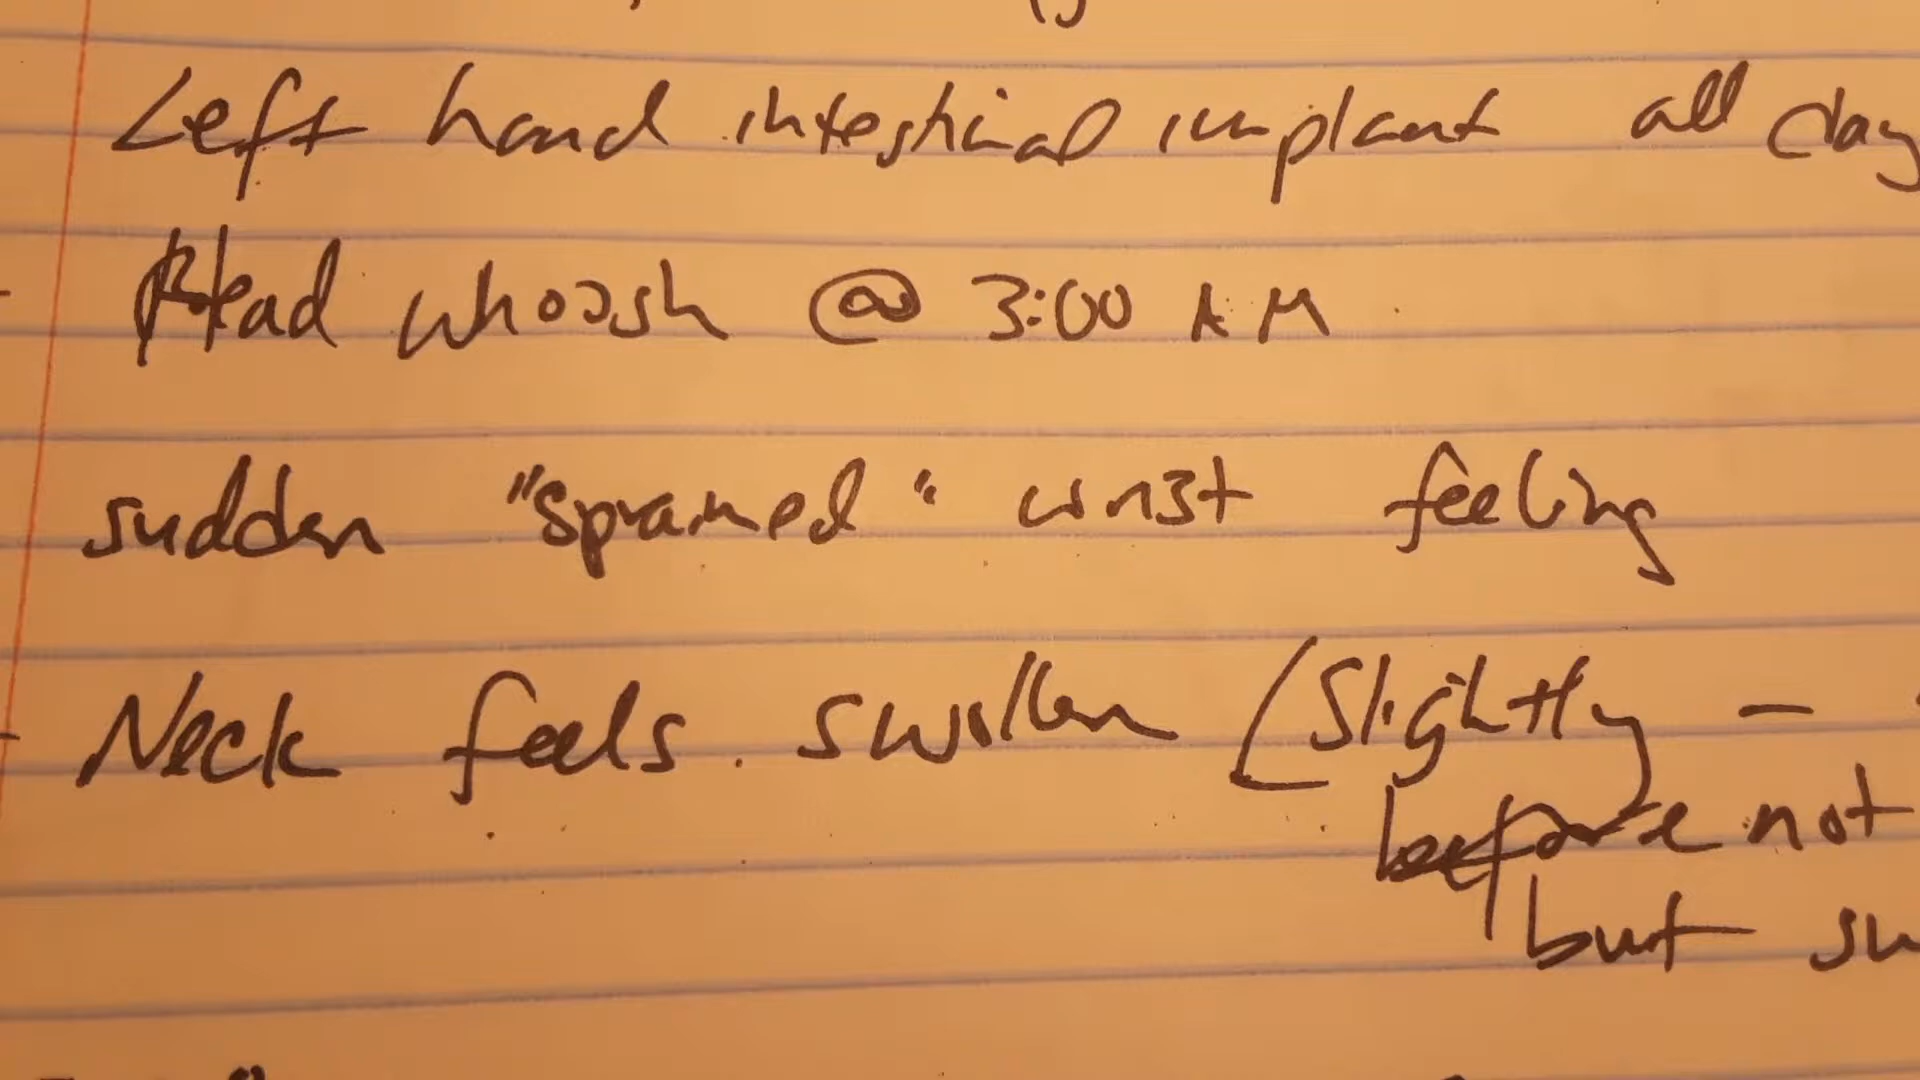 Left hand intestinal implant all day
- Head whoosh @ 3:00 AM
sudden "sprained" wrist feeling
- Neck feels swollen (Slightly -
before not
but su